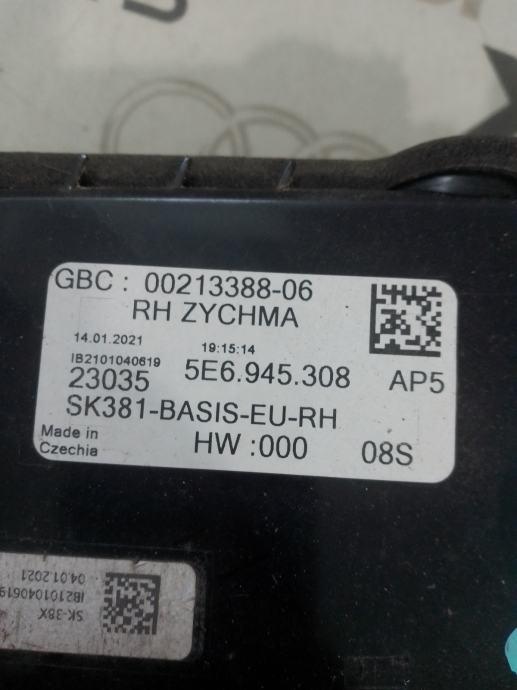 GBC: 00213388-06
RH ZYCHMA
14.01.2021 19:15:14
IB2101040619
23035 5E6.945.308 AP5
SK381-BASIS-EU-RH
Made in
Czechia
HW :000 08S
SK-38X
IB2101040619
04.01.2021